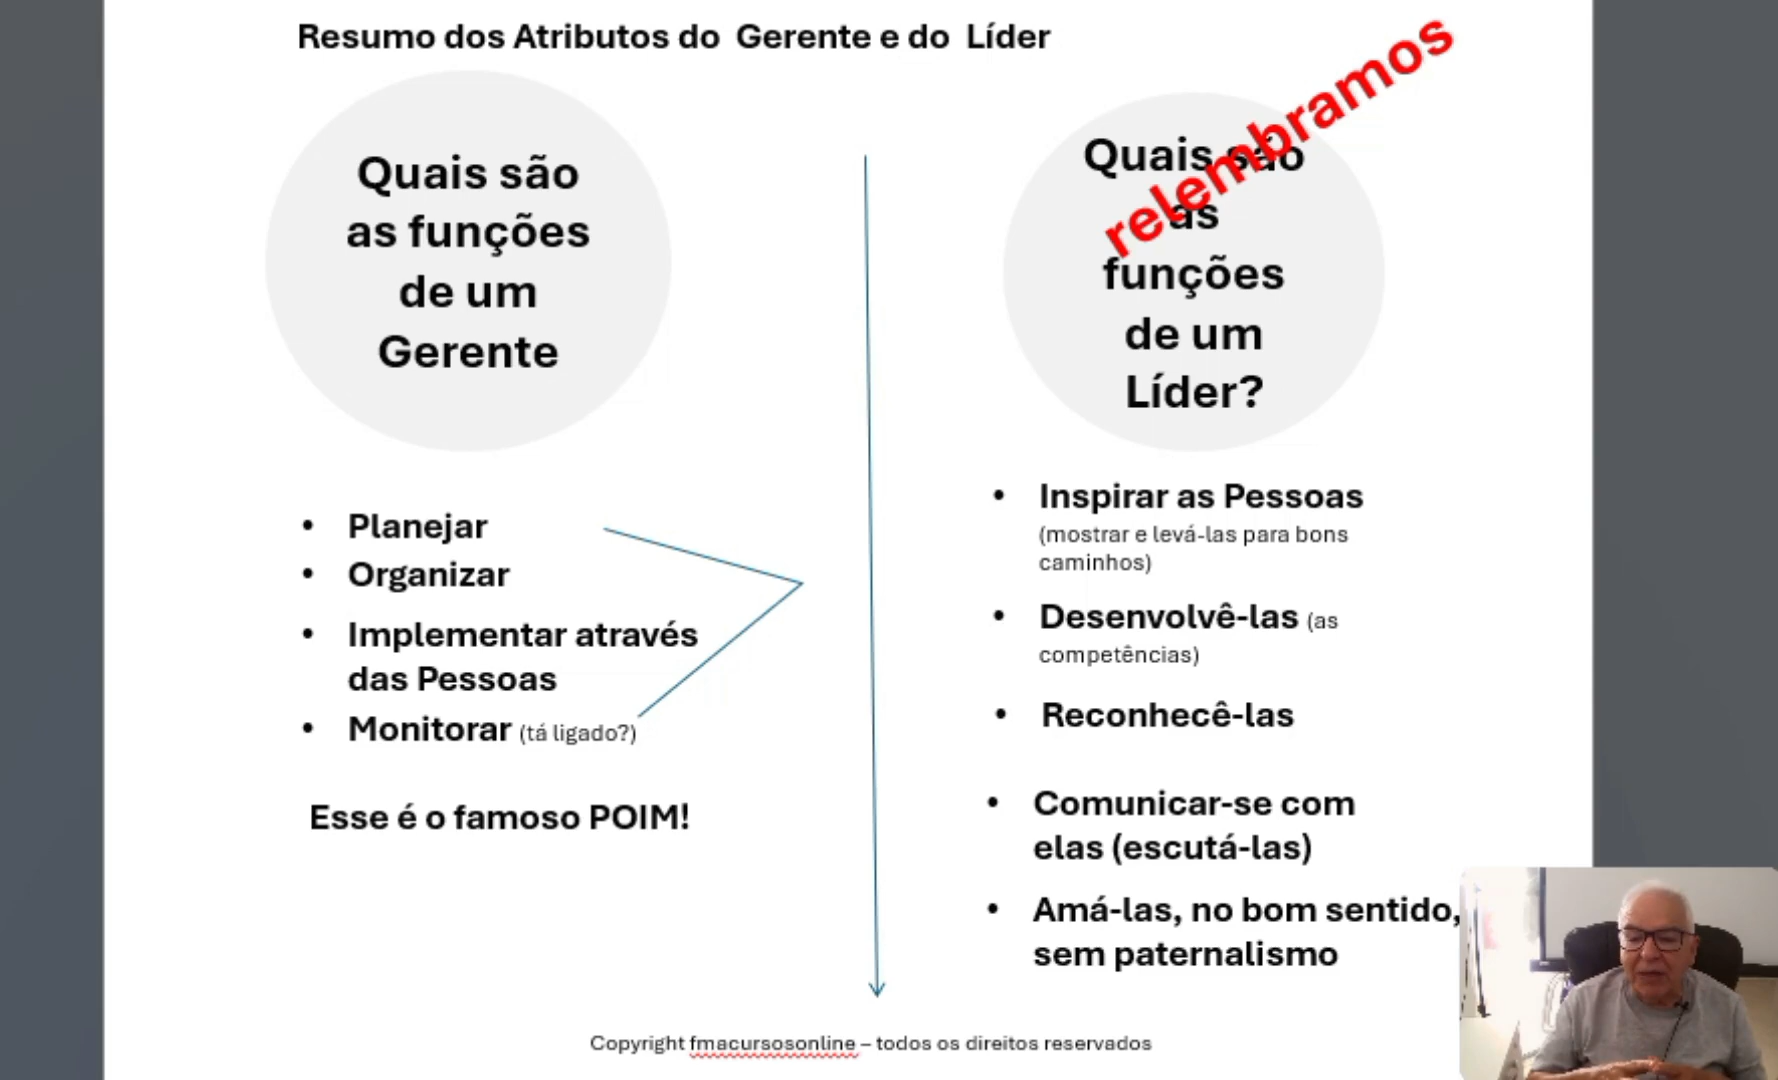 Resumo dos Atributos do Gerente e do Líder
relembramos
Quais são
as funções
de um
Gerente
Quais são
as
funções
de um
Líder?
• Planejar
• Organizar
• Implementar através
das Pessoas
• Monitorar (tá ligado?)
Esse é o famoso POIM!
• Inspirar as Pessoas
(mostrar e levá-las para bons
caminhos)
• Desenvolvê-las (as
competências)
• Reconhecê-las
• Comunicar-se com
elas (escutá-las)
• Amá-las, no bom sentido,
sem paternalismo
Copyright fmacursosonline – todos os direitos reservados